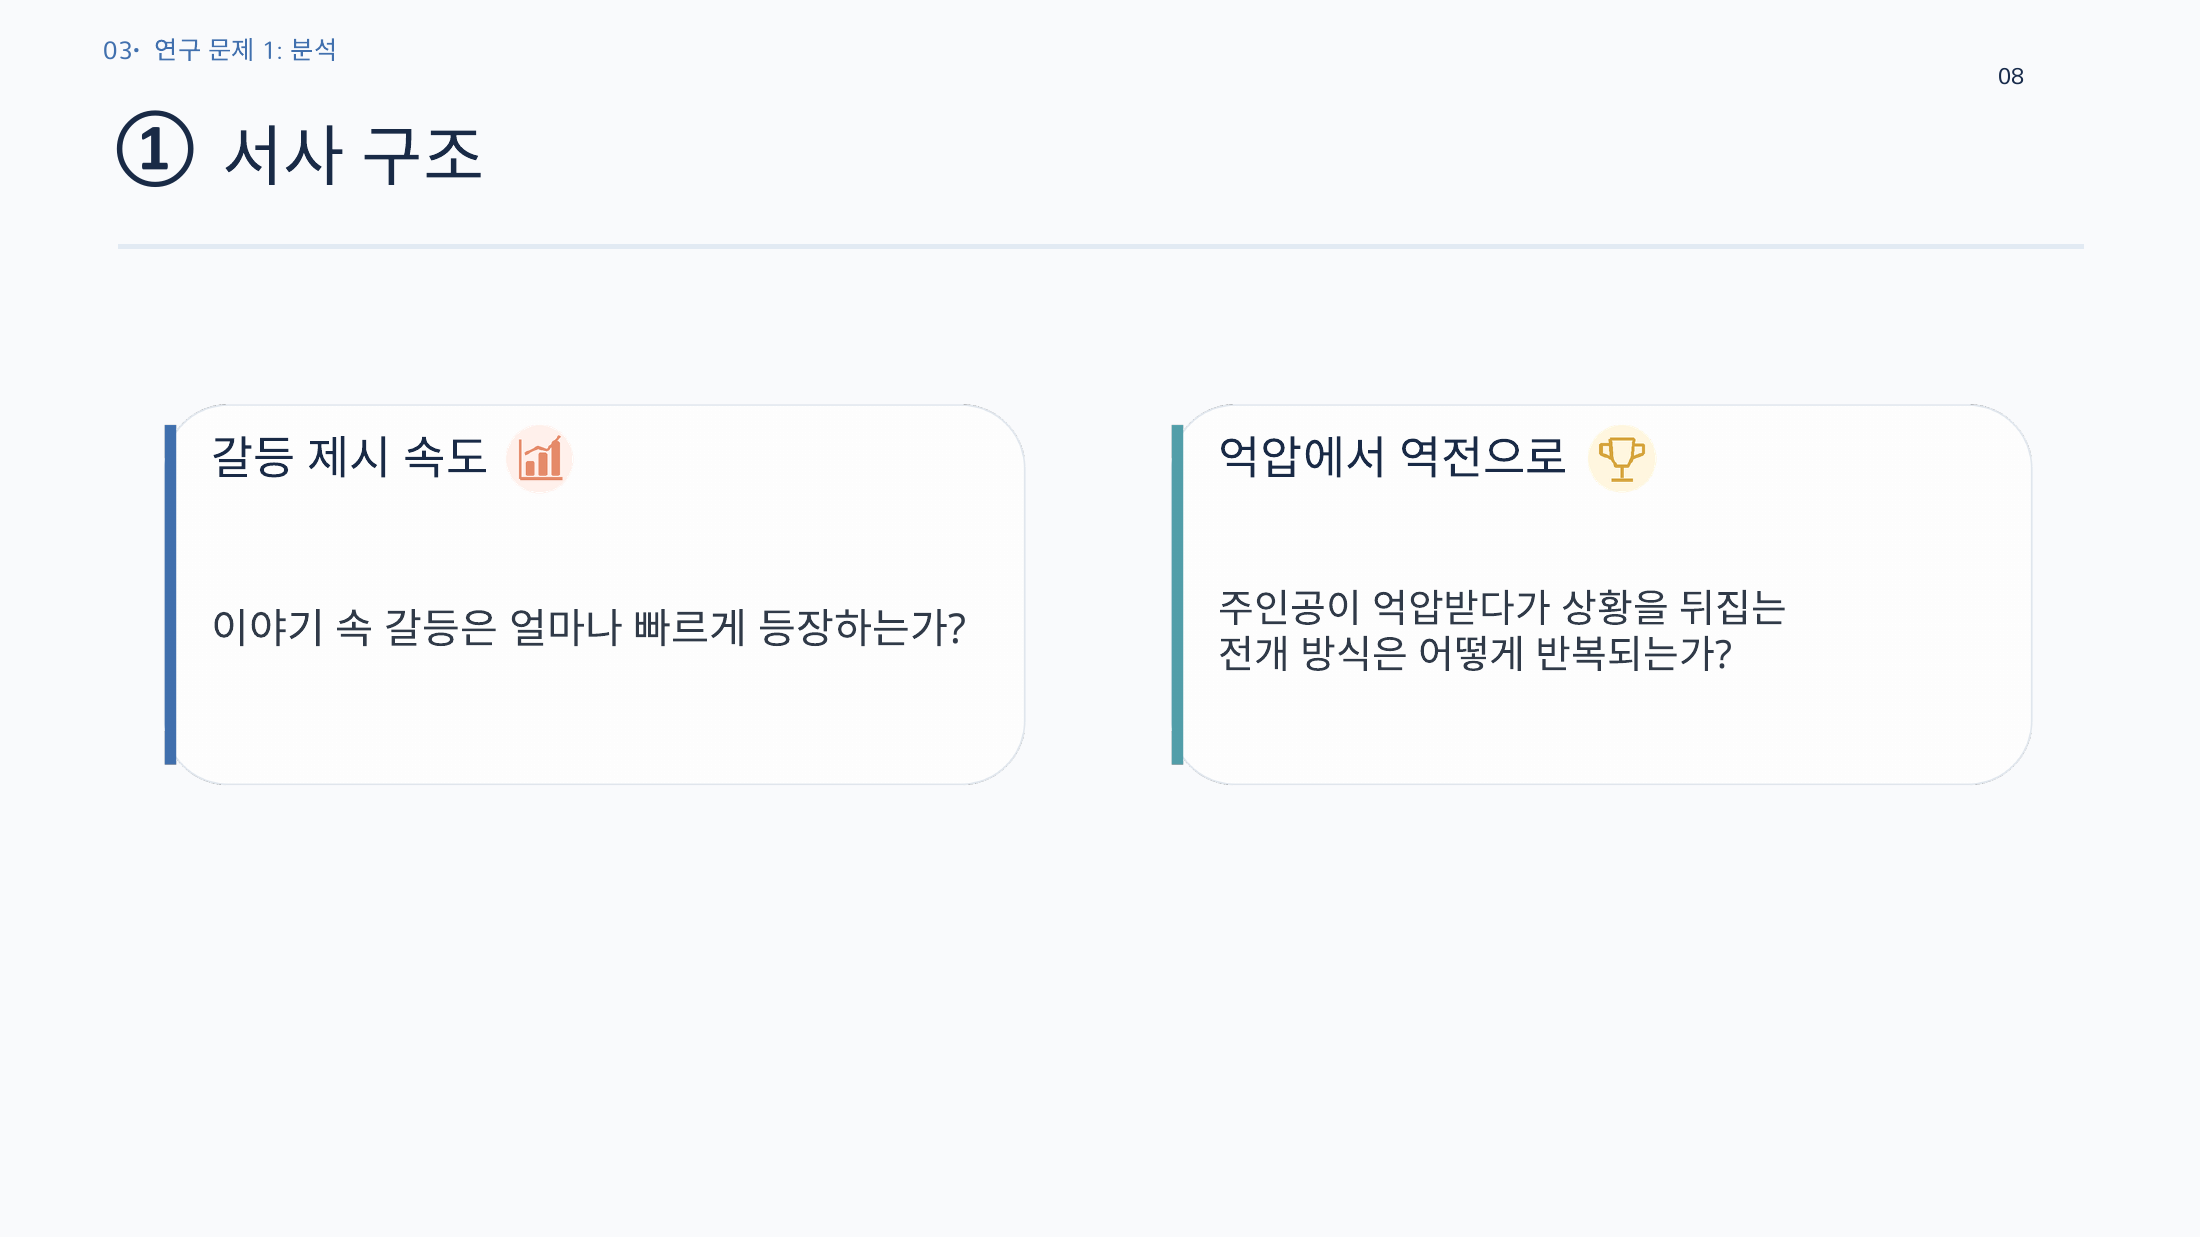 03· 연구 문제 1: 분석
08
① 서사 구조
갈등 제시 속도
이야기 속 갈등은 얼마나 빠르게 등장하는가?
억압에서 역전으로
주인공이 억압받다가 상황을 뒤집는
전개 방식은 어떻게 반복되는가?